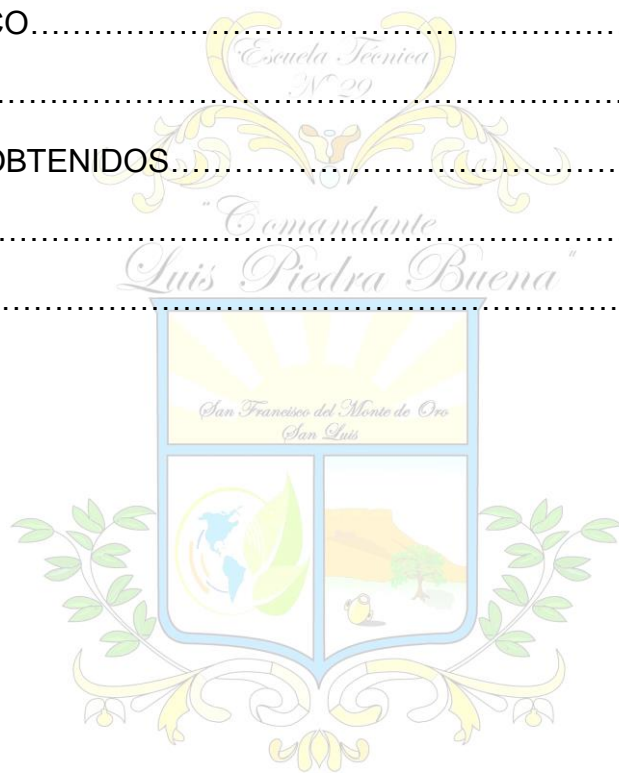 CO……………………………………………
Escuela Técnica
N° 29
……………………………………………………
OBTENIDOS………………………………
"Comandante
……………………………………………………
Luis Piedra Buena"
……………………………………………………
San Francisco del Monte de Oro
San Luis